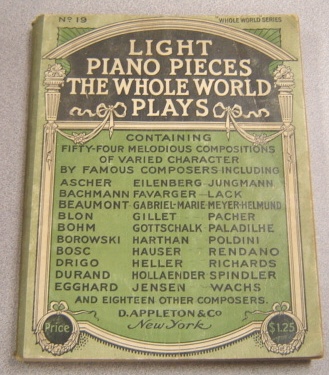 Nº 19
"WHOLE WORLD SERIES"
LIGHT
PIANO PIECES
THE WHOLE WORLD
PLAYS
CONTAINING
FIFTY-FOUR MELODIOUS COMPOSITIONS
OF VARIED CHARACTER
BY FAMOUS COMPOSERS INCLUDING
ASCHER EILENBERG JUNGMANN
BACHMANN FAVARGER LACK
BEAUMONT GABRIEL-MARIE MEYER-HELMUND
BLON GILLET PACHER
BOHM GOTTSCHALK PALADILHE
BOROWSKI HARTHAN POLDINI
BOSC HAUSER RENDANO
DRIGO HELLER RICHARDS
DURAND HOLLAENDER SPINDLER
EGGHARD JENSEN WACHS
AND EIGHTEEN OTHER COMPOSERS.
D. APPLETON & CO
New York
Price
$1.25